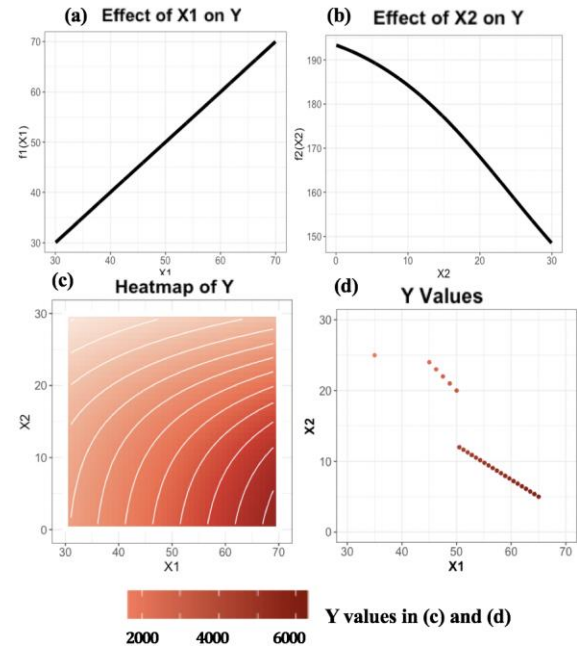 (a) Effect of X1 on Y
f1(X1)
70
60
50
40
30
30 40 50 60 70
X1
(b) Effect of X2 on Y
f2(X2)
190
180
170
160
150
0 10 20 30
X2
(c) Heatmap of Y
X2
30
20
10
0
30 40 50 60 70
X1
(d) Y Values
X2
30
20
10
0
30 40 50 60 70
X1
2000 4000 6000
Y values in (c) and (d)